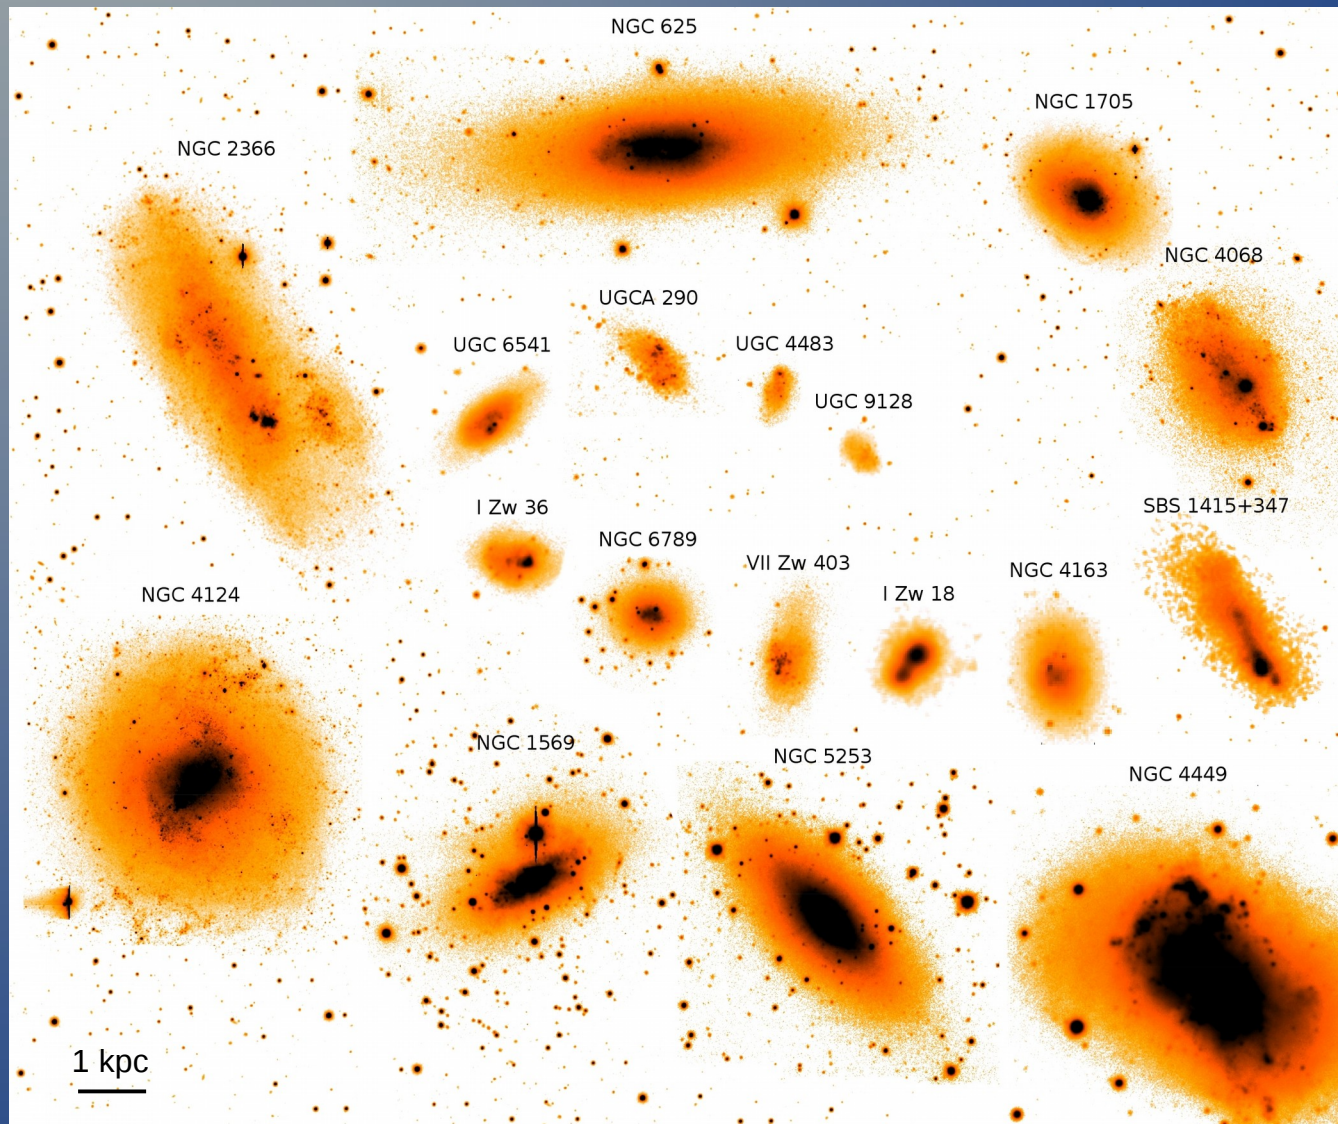 NGC 625
NGC 1705
NGC 2366
NGC 4068
UGCA 290
UGC 6541
UGC 4483
UGC 9128
I Zw 36
SBS 1415+347
NGC 6789
VII Zw 403
NGC 4163
I Zw 18
NGC 4124
NGC 1569
NGC 5253
NGC 4449
1 kpc